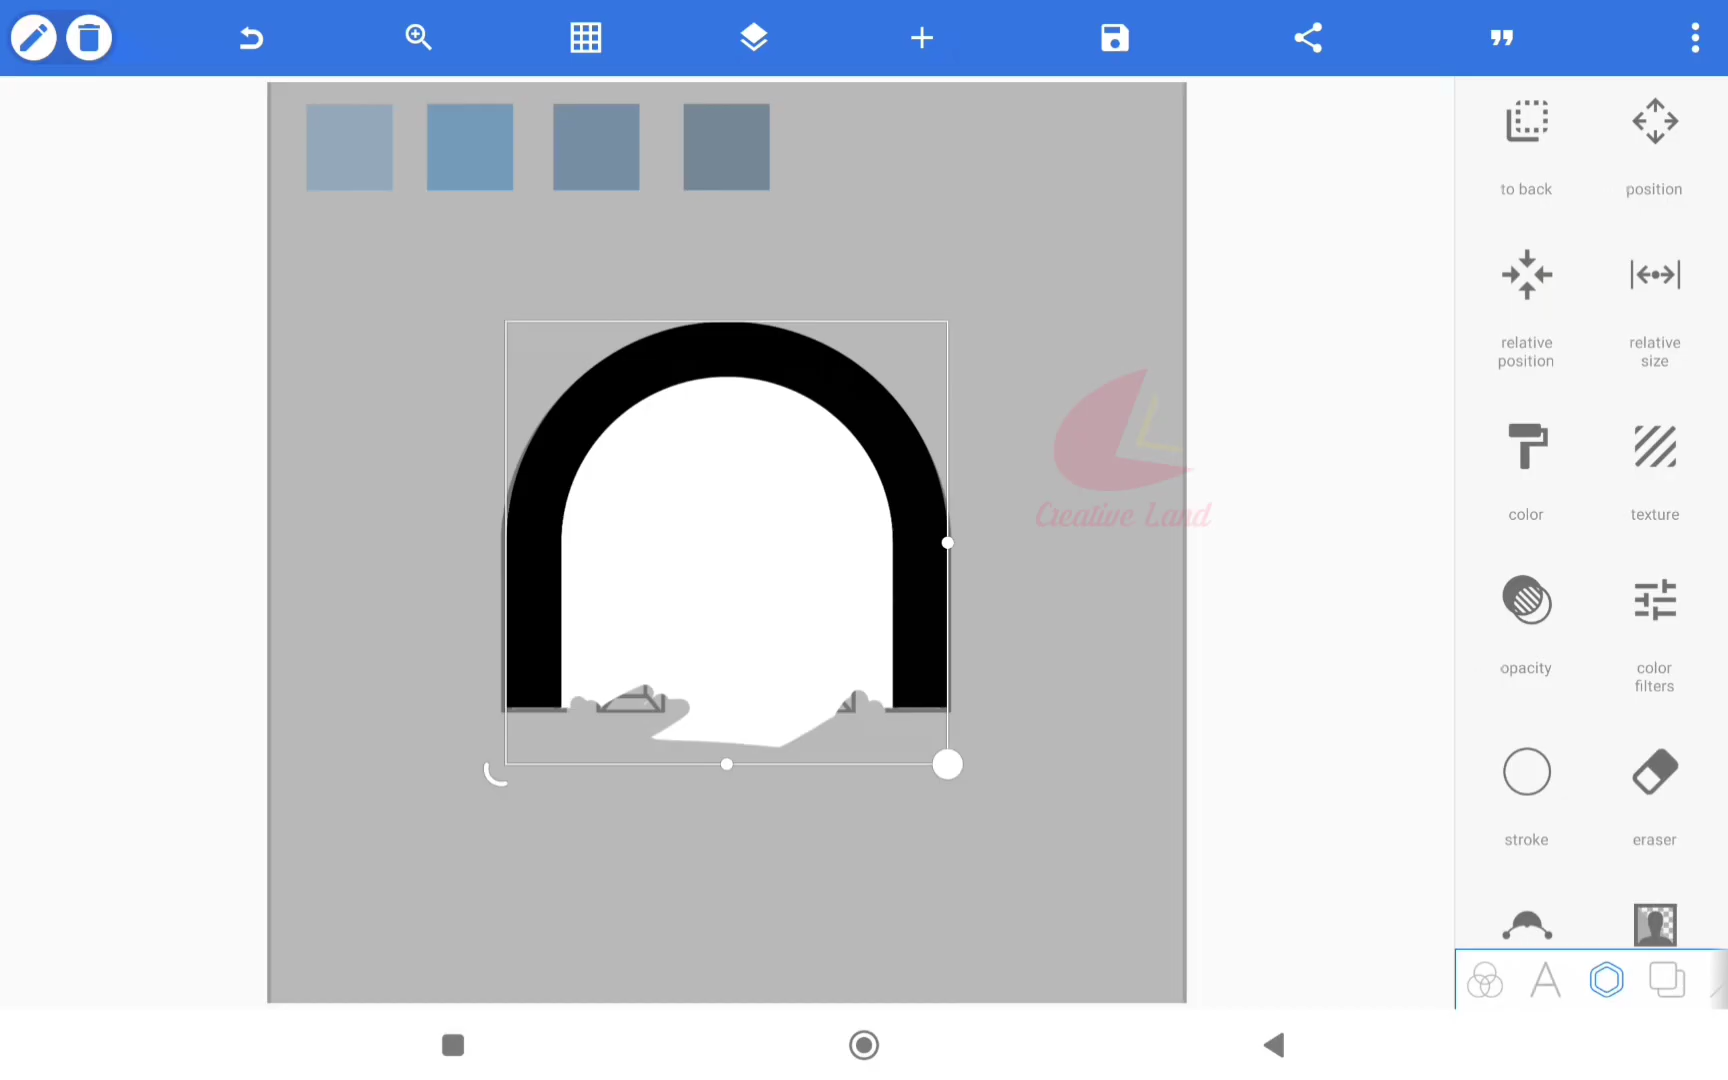 to back
position
relative
position
relative
size
Creative Land
color
texture
opacity
color
filters
stroke
eraser